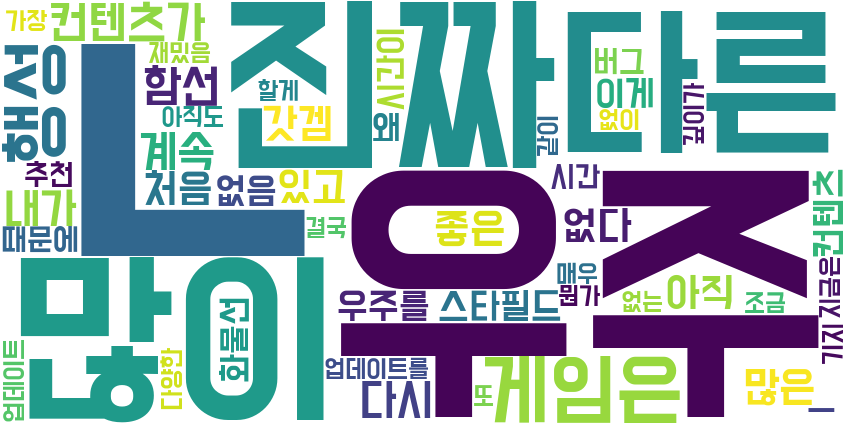 가장
컨텐츠가
진짜
다른
행성
재밌음
함선
할게
시간이
버그
이게
아직도
갓겜
왜
없이
깊이가
같이
계속
추천
처음
없음
있고
시간
내가
ㄴ
우주
좋은
없다
컨텐츠
때문에
결국
많이
화물선
우주를
스타필드
매우
뭔가
없는
아직
조금
지금은
기지
업데이트
다양한
업데이트를
다시
또
게임은
많은
ㅡ